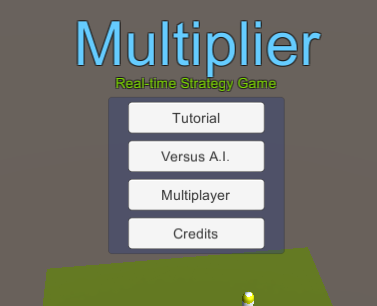 Multiplier
Real-time Strategy Game
Tutorial
Versus A.I.
Multiplayer
Credits